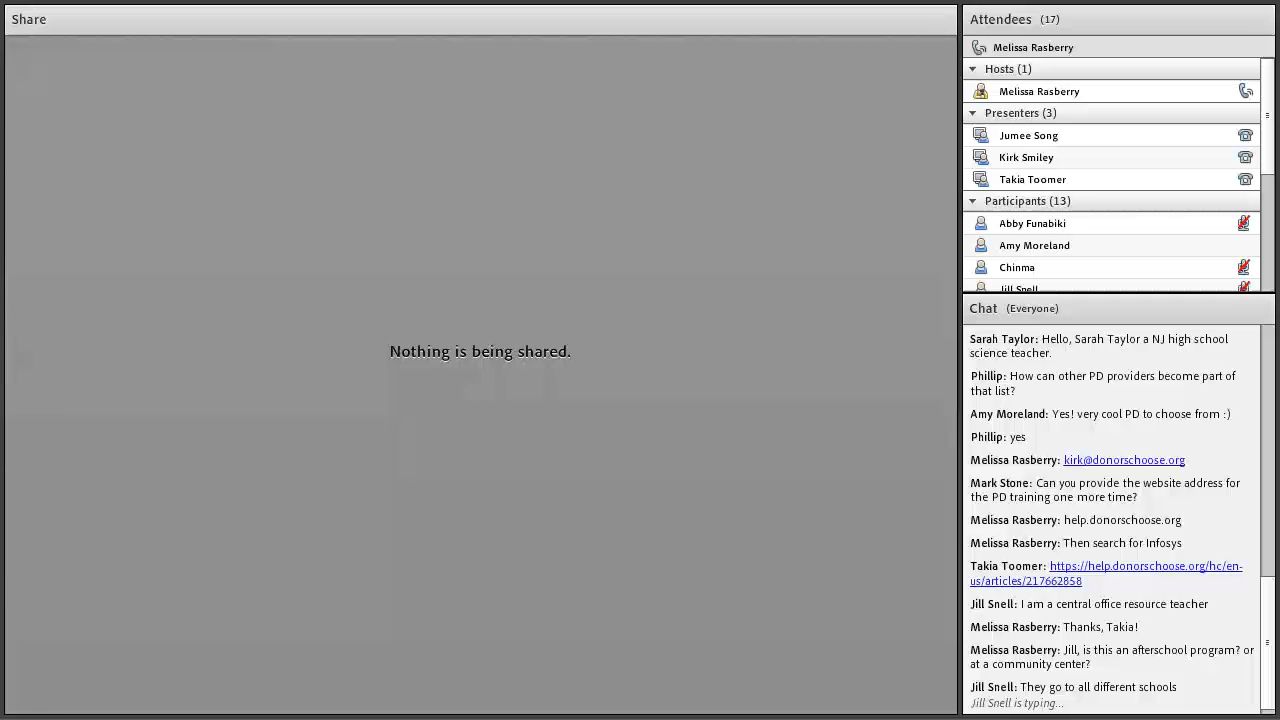 Share
Nothing is being shared.
Attendees (17)
Melissa Rasberry
Hosts (1)
Melissa Rasberry
Presenters (3)
Jumee Song
Kirk Smiley
Takia Toomer
Participants (13)
Abby Funabiki
Amy Moreland
Chinma
Jill Snell
Chat (Everyone)
Sarah Taylor: Hello, Sarah Taylor a NJ high school
science teacher.
Phillip: How can other PD providers become part of
that list?
Amy Moreland: Yes! very cool PD to choose from :)
Phillip: yes
Melissa Rasberry: kirk@donorschoose.org
Mark Stone: Can you provide the website address for
the PD training one more time?
Melissa Rasberry: help.donorschoose.org
Melissa Rasberry: Then search for Infosys
Takia Toomer: https://help.donorschoose.org/hc/en-
us/articles/217662858
Jill Snell: I am a central office resource teacher
Melissa Rasberry: Thanks, Takia!
Melissa Rasberry: Jill, is this an afterschool program? or
at a community center?
Jill Snell: They go to all different schools
Jill Snell is typing...